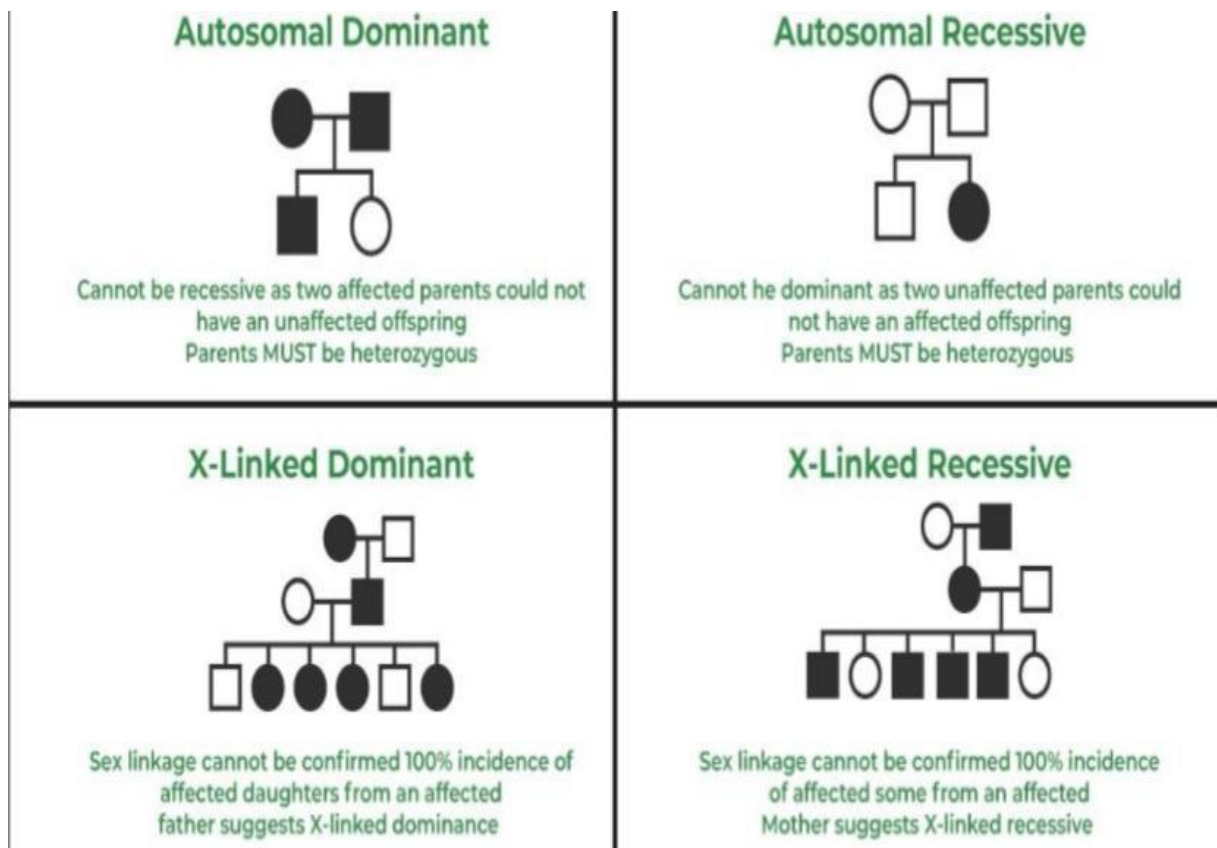 Autosomal Dominant
Cannot be recessive as two affected parents could not
have an unaffected offspring
Parents MUST be heterozygous
Autosomal Recessive
Cannot he dominant as two unaffected parents could
not have an affected offspring
Parents MUST be heterozygous
X-Linked Dominant
Sex linkage cannot be confirmed 100% incidence of
affected daughters from an affected
father suggests X-linked dominance
X-Linked Recessive
Sex linkage cannot be confirmed 100% incidence
of affected some from an affected
Mother suggests X-linked recessive